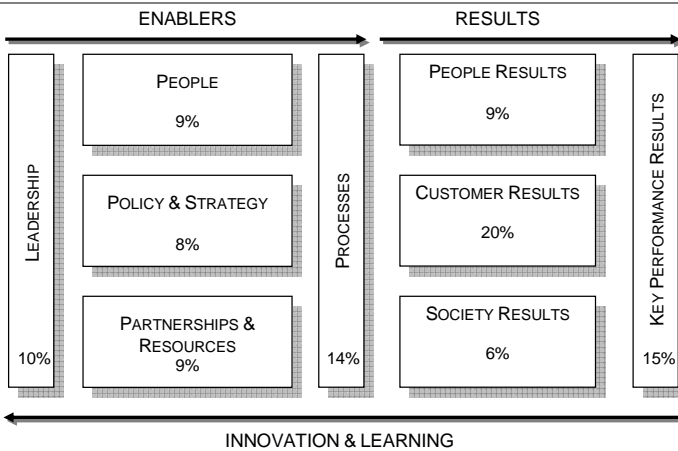 ENABLERS
RESULTS
LEADERSHIP
10%
PEOPLE
9%
POLICY & STRATEGY
8%
PARTNERSHIPS &
RESOURCES
9%
PROCESSES
14%
PEOPLE RESULTS
9%
CUSTOMER RESULTS
20%
SOCIETY RESULTS
6%
KEY PERFORMANCE RESULTS
15%
INNOVATION & LEARNING